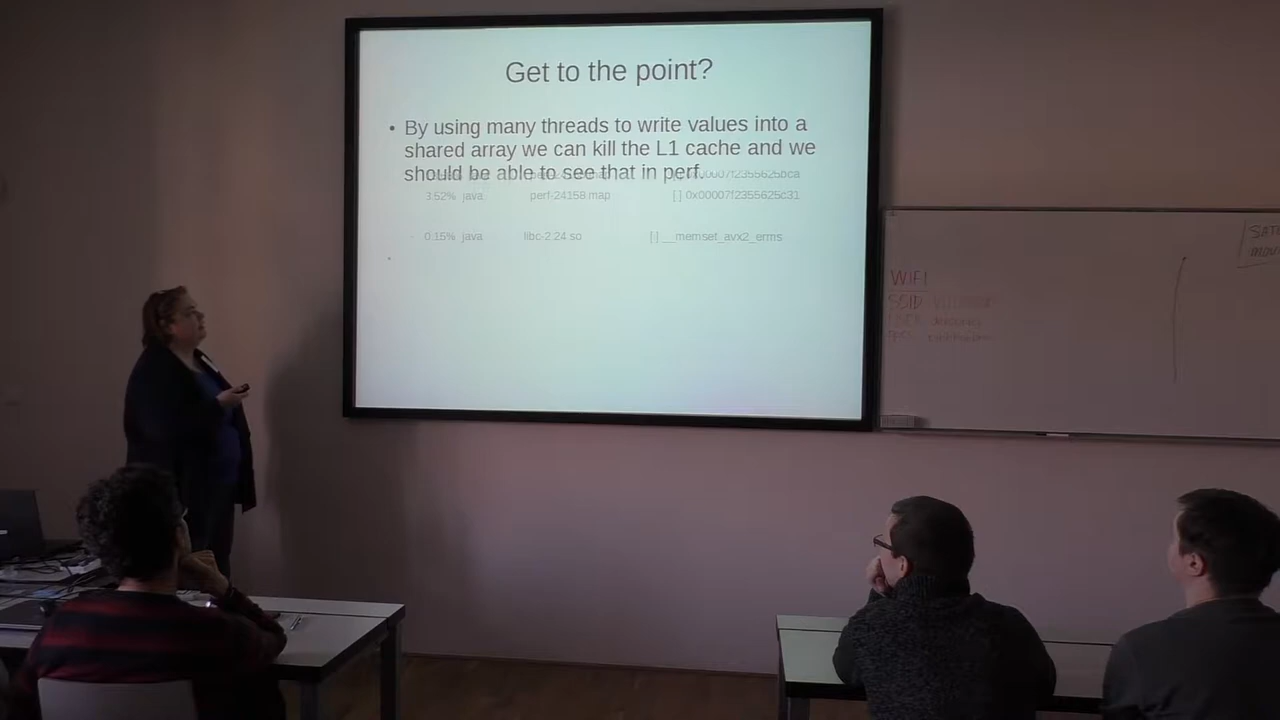 Get to the point?
• By using many threads to write values into a
shared array we can kill the L1 cache and we
should be able to see that in perf.
3.52% java perf-24158.map [.] 0x00007f2355625c31
0.15% java libc-2.24.so [.] __memset_avx2_erms
WIFI
SSID